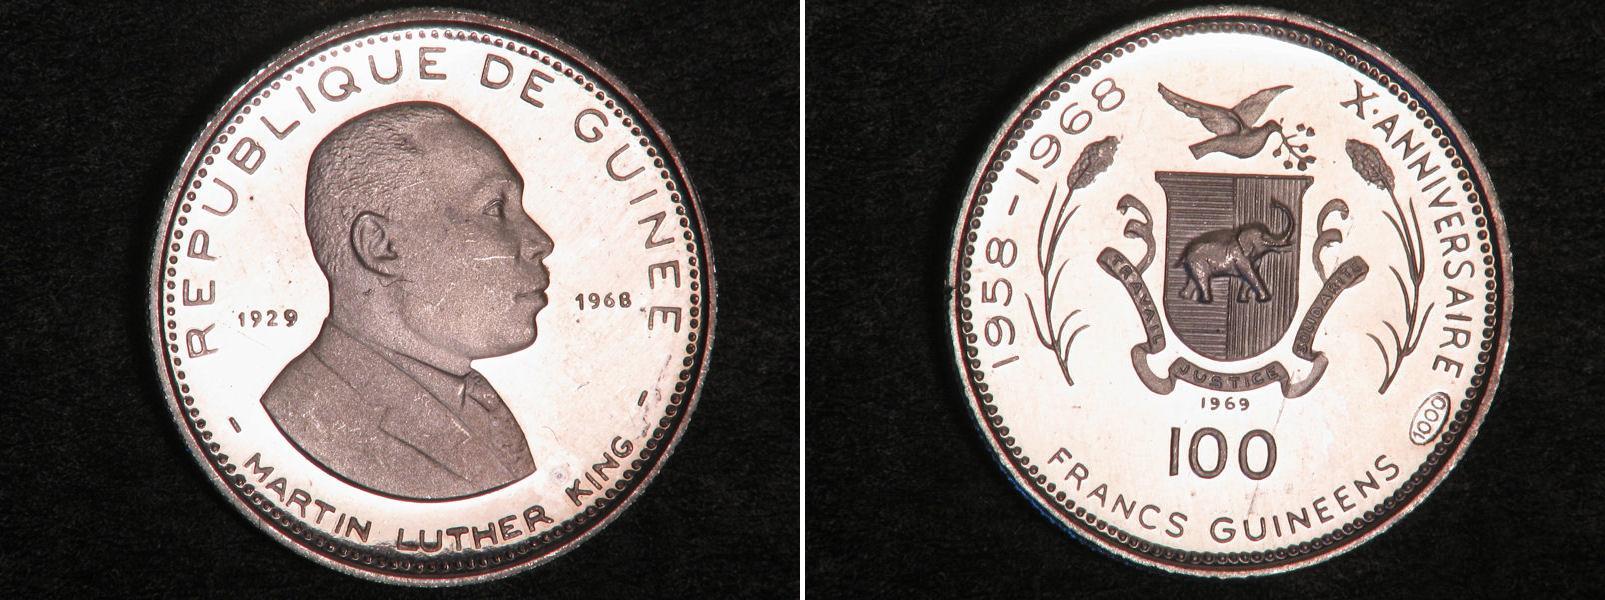 REPUBLIQUE DE GUINEE
1929
1968
- MARTIN LUTHER KING -
1958-1968
X·ANNIVERSAIRE
TRAVAIL
JUSTICE
SOLIDARITE
1969
1000
100
FRANCS GUINEENS